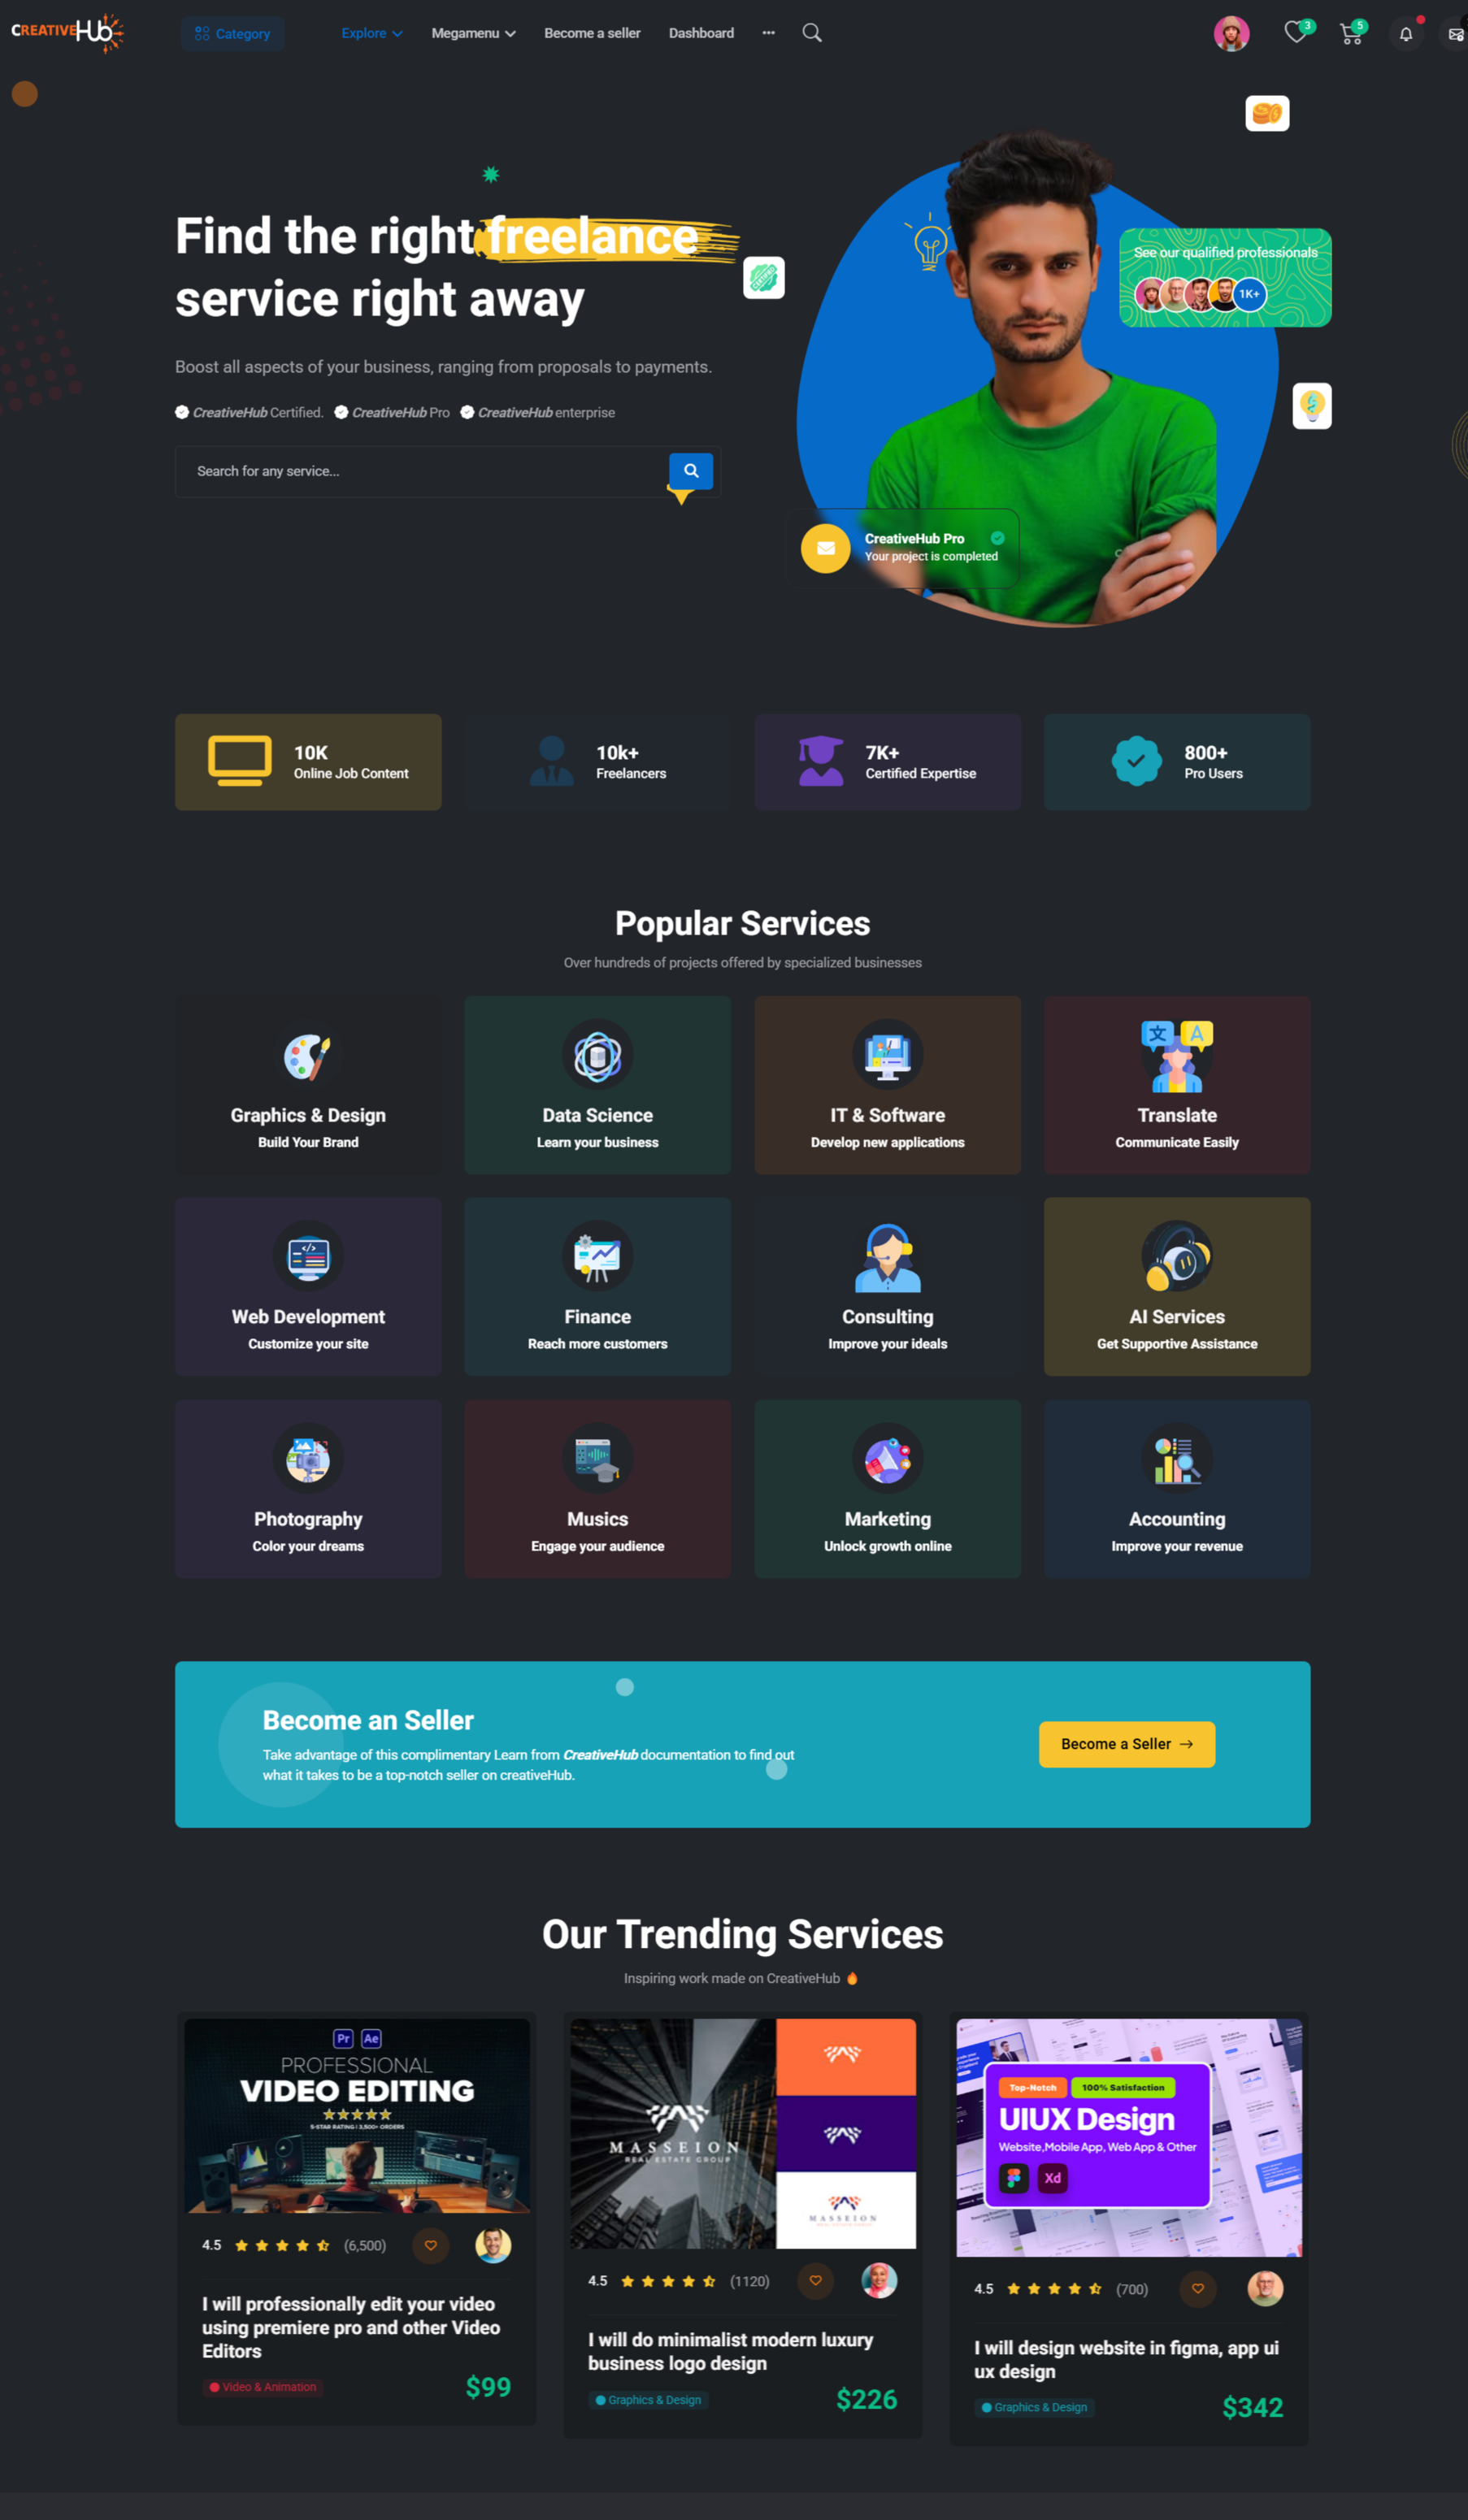 CREATIVEHUb
Category
Explore
Megamenu
Become a seller
Dashboard
3
5
Find the right freelance
service right away
See our qualified professionals
1K+
Boost all aspects of your business, ranging from proposals to payments.
CreativeHub Certified. CreativeHub Pro CreativeHub enterprise
Search for any service...
CreativeHub Pro
Your project is completed
10K
Online Job Content
10k+
Freelancers
7K+
Certified Expertise
800+
Pro Users
Popular Services
Over hundreds of projects offered by specialized businesses
Graphics & Design
Build Your Brand
Data Science
Learn your business
IT & Software
Develop new applications
文 A
Translate
Communicate Easily
</>
Web Development
Customize your site
Finance
Reach more customers
Consulting
Improve your ideals
AI Services
Get Supportive Assistance
Photography
Color your dreams
Musics
Engage your audience
Marketing
Unlock growth online
Accounting
Improve your revenue
Become an Seller
Take advantage of this complimentary Learn from CreativeHub documentation to find out
what it takes to be a top-notch seller on creativeHub.
Become a Seller →
Our Trending Services
Inspiring work made on CreativeHub
Pr Ae
PROFESSIONAL
VIDEO EDITING
5-STAR RATING | 3,500+ ORDERS
4.5 (6,500)
I will professionally edit your video
using premiere pro and other Video
Editors
Video & Animation
$99
MASSEION
REAL ESTATE GROUP
MASSEION
4.5 (1120)
I will do minimalist modern luxury
business logo design
Graphics & Design
$226
Top-Notch
100% Satisfaction
UIUX Design
Website,Mobile App, Web App & Other
Xd
4.5 (700)
I will design website in figma, app ui
ux design
Graphics & Design
$342